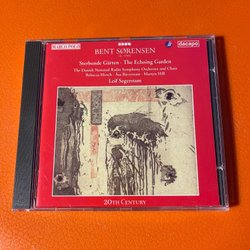 MARCO POLO
dacapo
BENT SØRENSEN
Sterbende Gärten · The Echoing Garden
The Danish National Radio Symphony Orchestra and Choir
Rebecca Hirsch · Åsa Bäverstam · Martyn Hill
Leif Segerstam
20TH CENTURY